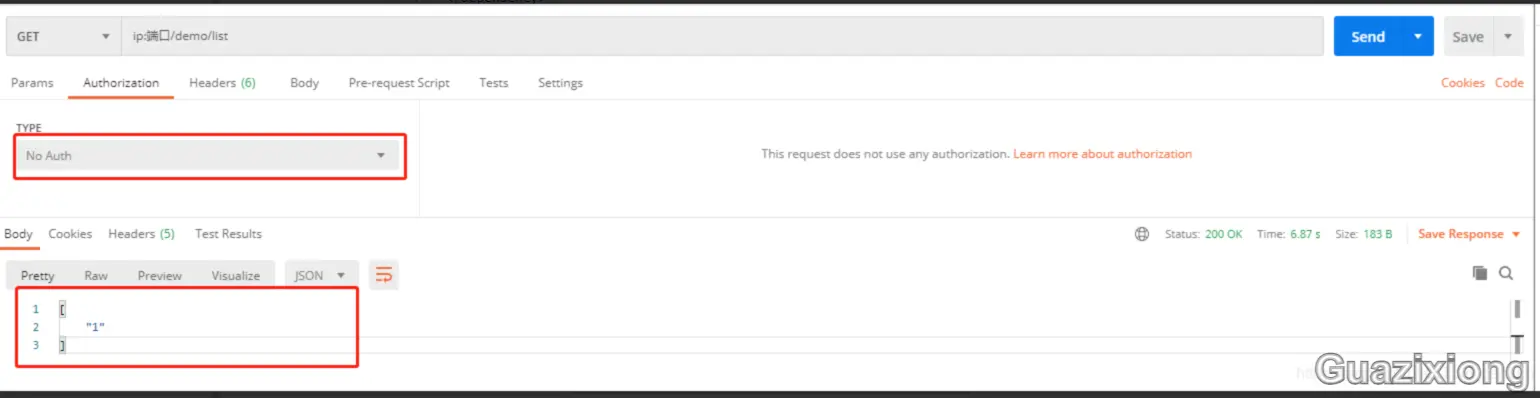 GET ip:端口/demo/list Send Save
Params Authorization Headers (6) Body Pre-request Script Tests Settings Cookies Code
TYPE
No Auth
This request does not use any authorization. Learn more about authorization
Body Cookies Headers (5) Test Results Status: 200 OK Time: 6.87 s Size: 183 B Save Response
Pretty Raw Preview Visualize JSON
1 [
2 "1"
3 ]
Guazixiong